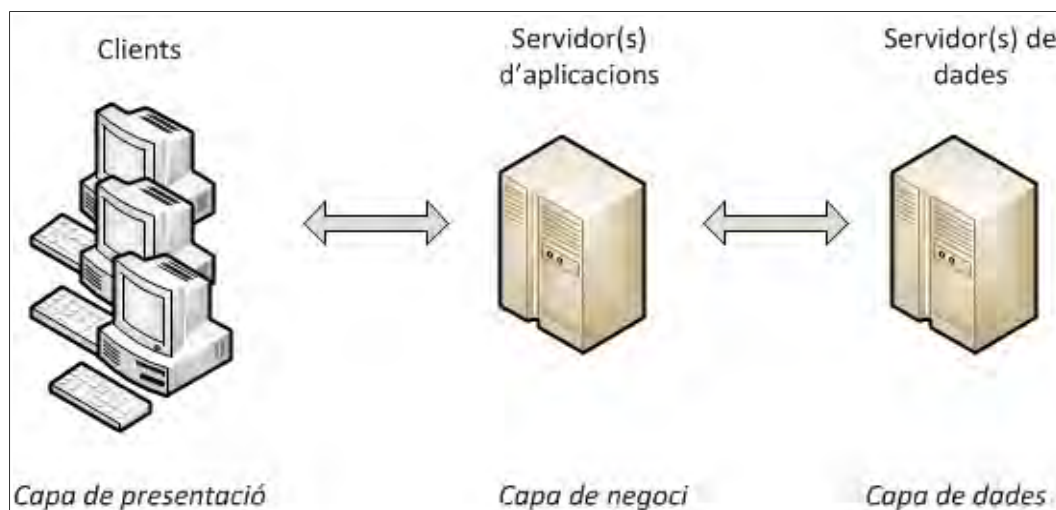 Clients
Servidor(s)
d'aplicacions
Servidor(s) de
dades
Capa de presentació
Capa de negoci
Capa de dades